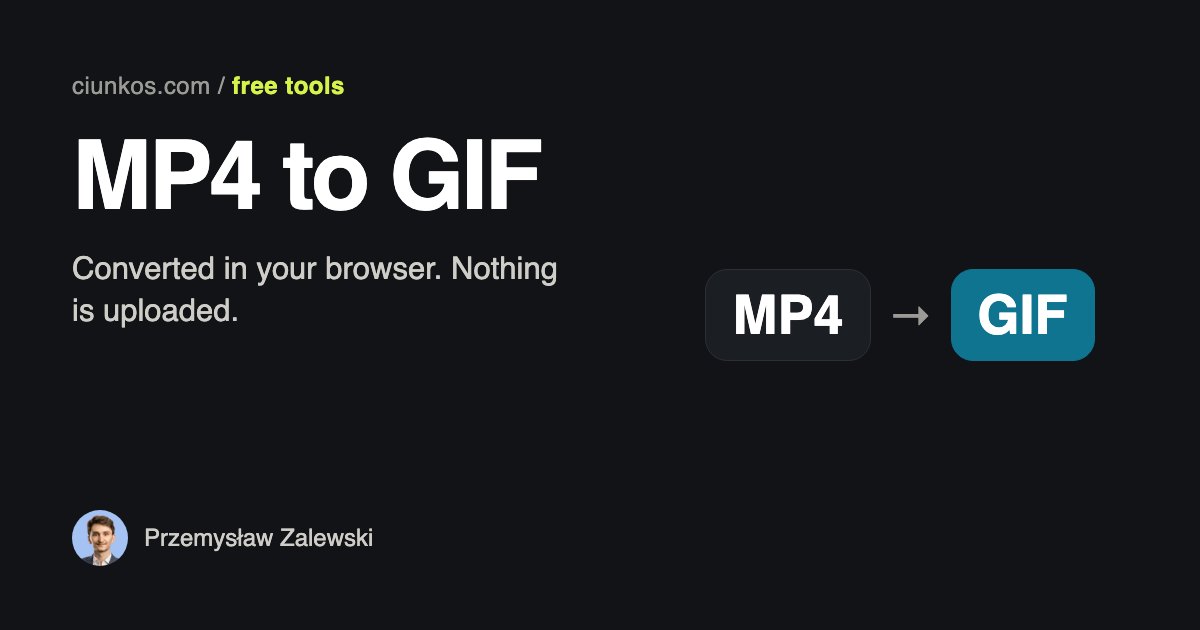 ciunkos.com / free tools
MP4 to GIF
Converted in your browser. Nothing
is uploaded.
MP4 → GIF
Przemysław Zalewski